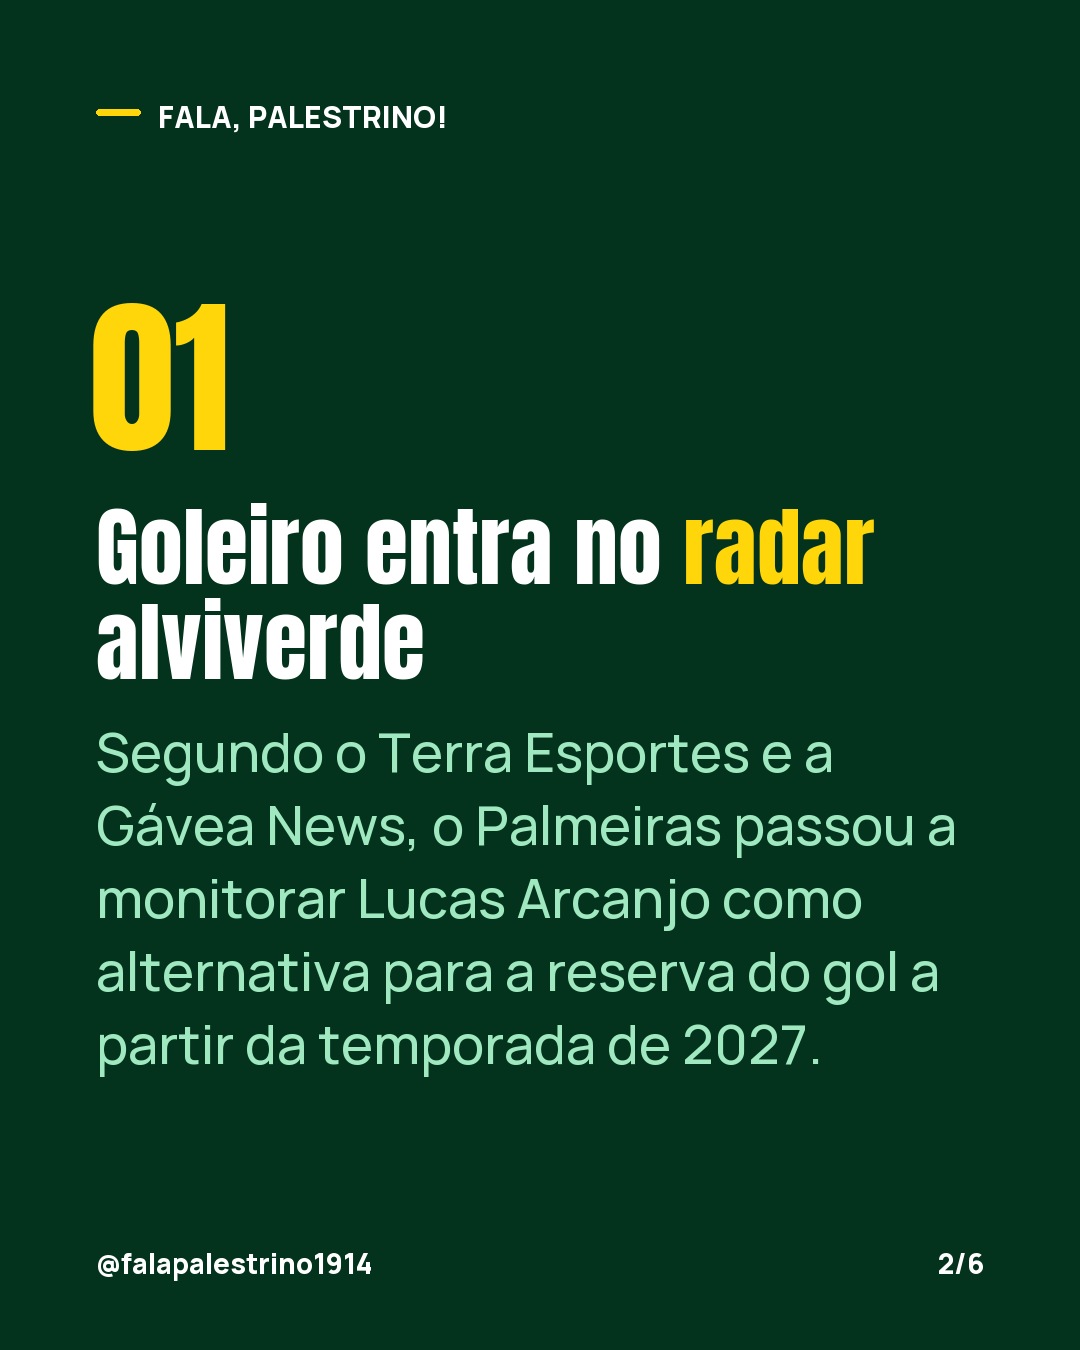 FALA, PALESTRINO!
01
Goleiro entra no radar
alviverde
Segundo o Terra Esportes e a
Gávea News, o Palmeiras passou a
monitorar Lucas Arcanjo como
alternativa para a reserva do gol a
partir da temporada de 2027.
@falapalestrino1914
2/6